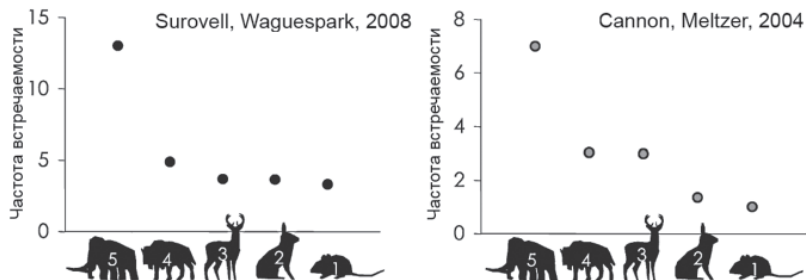 Surovell, Waguespark, 2008
Частота встречаемости
15
10
5
0
5 4 3 2 1
Cannon, Meltzer, 2004
Частота встречаемости
8
6
4
2
0
5 4 3 2 1